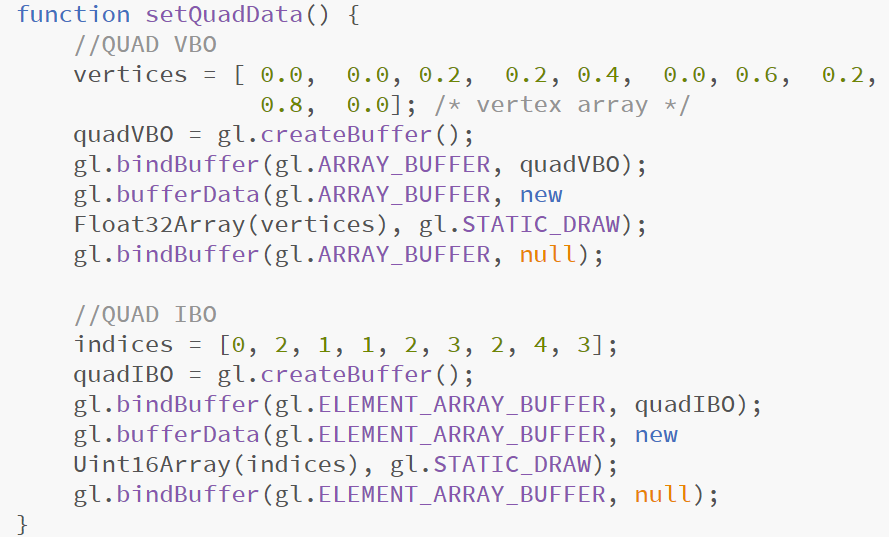 function setQuadData() {
    //QUAD VBO
    vertices = [ 0.0,  0.0, 0.2,  0.2, 0.4,  0.0, 0.6,  0.2,
                 0.8,  0.0]; /* vertex array */
    quadVBO = gl.createBuffer();
    gl.bindBuffer(gl.ARRAY_BUFFER, quadVBO);
    gl.bufferData(gl.ARRAY_BUFFER, new
    Float32Array(vertices), gl.STATIC_DRAW);
    gl.bindBuffer(gl.ARRAY_BUFFER, null);

    //QUAD IBO
    indices = [0, 2, 1, 1, 2, 3, 2, 4, 3];
    quadIBO = gl.createBuffer();
    gl.bindBuffer(gl.ELEMENT_ARRAY_BUFFER, quadIBO);
    gl.bufferData(gl.ELEMENT_ARRAY_BUFFER, new
    Uint16Array(indices), gl.STATIC_DRAW);
    gl.bindBuffer(gl.ELEMENT_ARRAY_BUFFER, null);
}